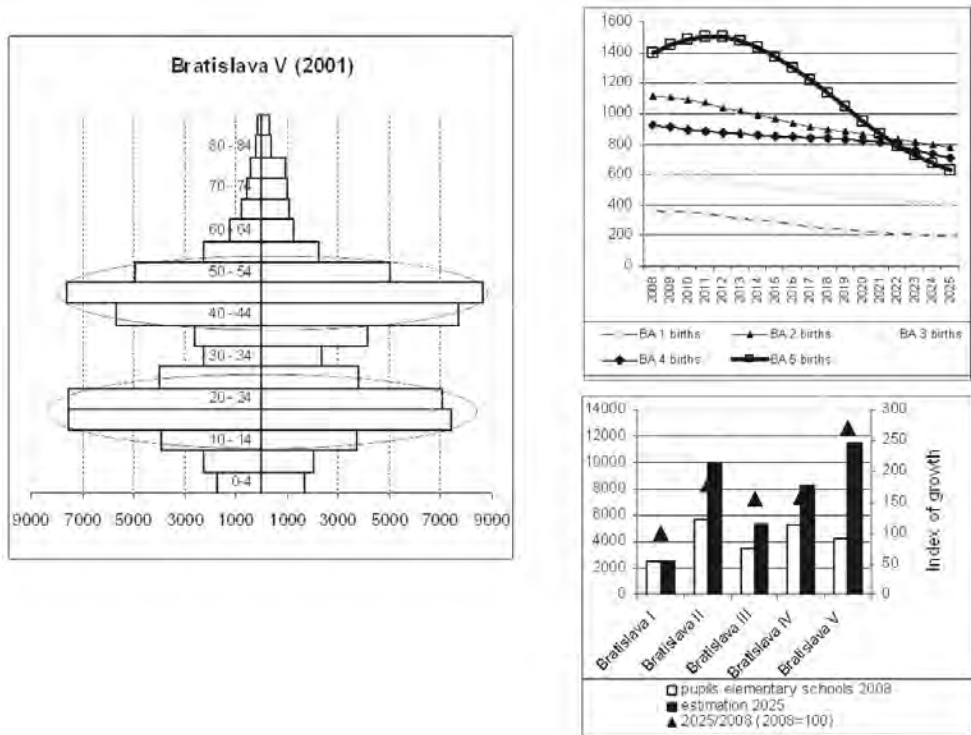 Bratislava V (2001)
80 - 84
70 - 74
60 - 64
50 - 54
40 - 44
30 - 34
20 - 34
10 - 14
0-4
9000 7000 5000 3000 1000 1000 3000 5000 7000 9000
1600
1400
1200
1000
800
600
400
200
0
2008 2009 2010 2011 2012 2013 2014 2015 2016 2017 2018 2019 2020 2021 2022 2023 2024 2025
BA 1 births BA 2 births BA 3 births
BA 4 births BA 5 births
14000
12000
10000
8000
6000
4000
2000
0
300
250
200
150
100
50
0
Index of growth
Bratislava I
Bratislava II
Bratislava III
Bratislava IV
Bratislava V
pupils elementary schools 2008
estimation 2025
2025/2008 (2008=100)